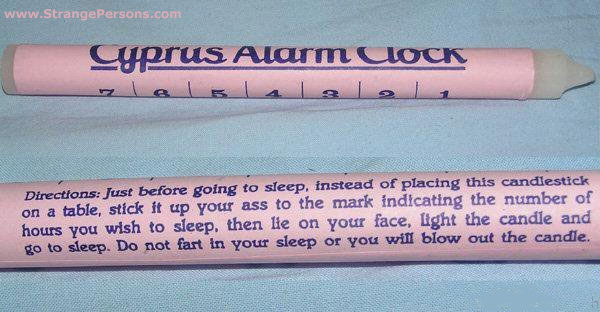 www.StrangePersons.com
Cyprus Alarm Clock
7 | 6 | 5 | 4 | 3 | 2 | 1
Directions: Just before going to sleep, instead of placing this candlestick
on a table, stick it up your ass to the mark indicating the number of
hours you wish to sleep, then lie on your face, light the candle and
go to sleep. Do not fart in your sleep or you will blow out the candle.